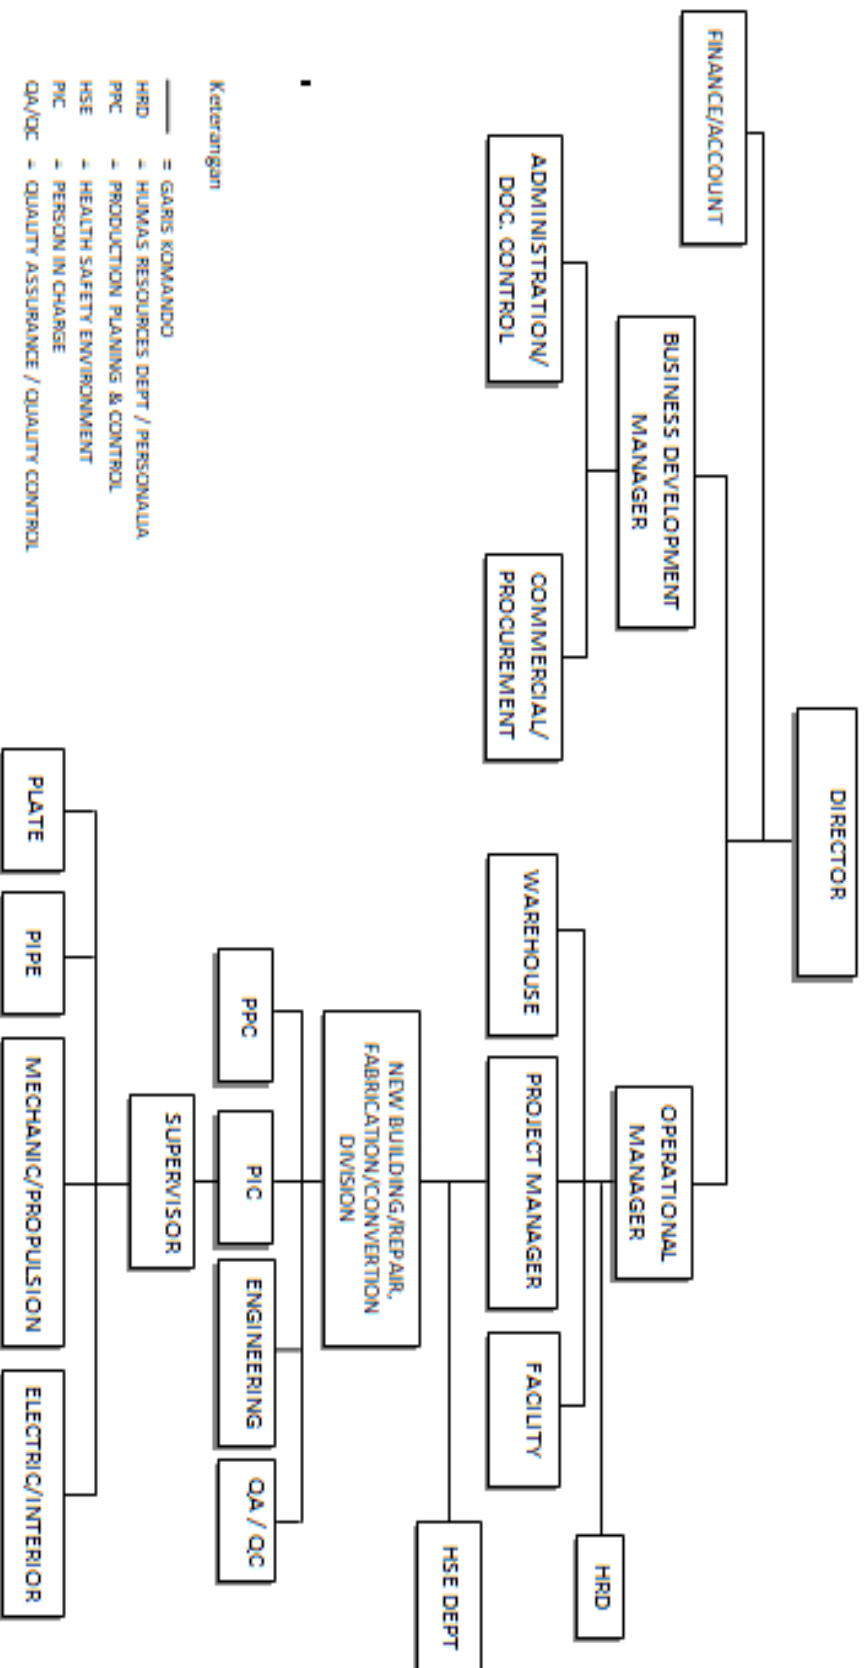 DIRECTOR
FINANCE/ACCOUNT
BUSINESS DEVELOPMENT
MANAGER
OPERATIONAL
MANAGER
HRD
ADMINISTRATION/
DOC. CONTROL
COMMERCIAL/
PROCUREMENT
WAREHOUSE
PROJECT MANAGER
FACILITY
HSE DEPT
NEW BUILDING/REPAIR,
FABRICATION/CONVERTION
DIVISION
PPC
PIC
ENGINEERING
QA / QC
SUPERVISOR
PLATE
PIPE
MECHANIC/PROPULSION
ELECTRIC/INTERIOR
Keterangan
= GARIS KOMANDO
HRD = HUMAS RESOURCES DEPT / PERSONALIA
PPC = PRODUCTION PLANING & CONTROL
HSE = HEALTH SAFETY ENVIRONMENT
PIC = PERSON IN CHARGE
QA/QC = QUALITY ASSURANCE / QUALITY CONTROL